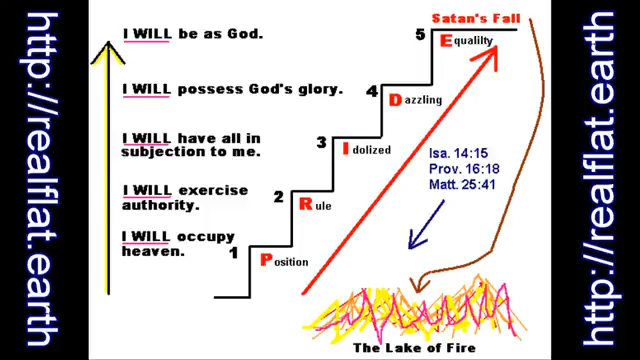 http://realflat.earth
Satan's Fall
I WILL be as God.
5
Equalilty
I WILL possess God's glory.
4
Dazzling
I WILL have all in
subjection to me.
3
Idolized
Isa. 14:15
Prov. 16:18
Matt. 25:41
I WILL exercise
authority.
2
Rule
I WILL occupy
heaven.
1
Position
The Lake of Fire
http://realflat.earth